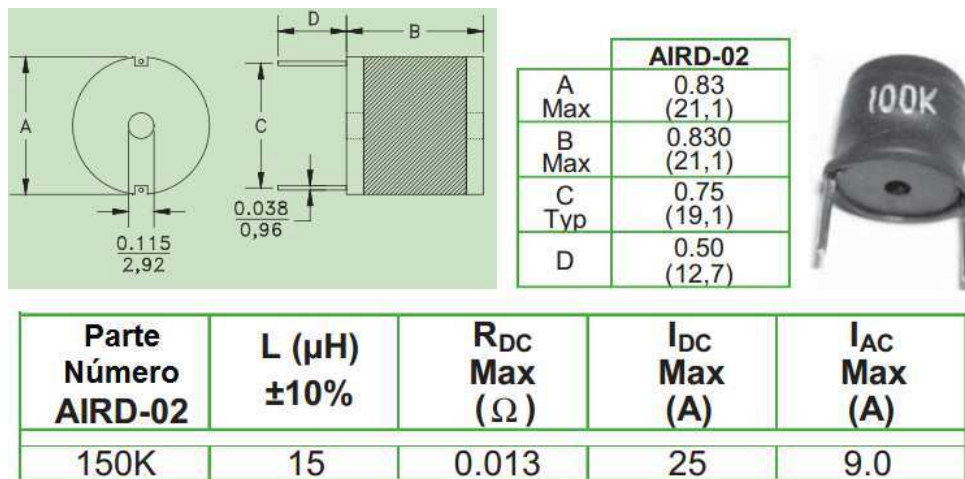 D
B
A
C
0.115
2,92
0.038
0,96
AIRD-02
A
Max
0.83
(21,1)
B
Max
0.830
(21,1)
C
Typ
0.75
(19,1)
D
0.50
(12,7)
100K
Parte
Número
AIRD-02
L (µH)
±10%
RDC
Max
(Ω)
IDC
Max
(A)
IAC
Max
(A)
150K 15 0.013 25 9.0